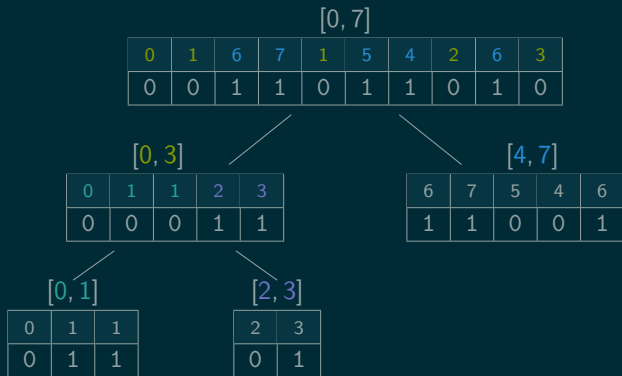 [0, 7]
0 1 6 7 1 5 4 2 6 3
0 0 1 1 0 1 1 0 1 0
[0, 3] [4, 7]
0 1 1 2 3 6 7 5 4 6
0 0 0 1 1 1 1 0 0 1
[0, 1] [2, 3]
0 1 1 2 3
0 1 1 0 1